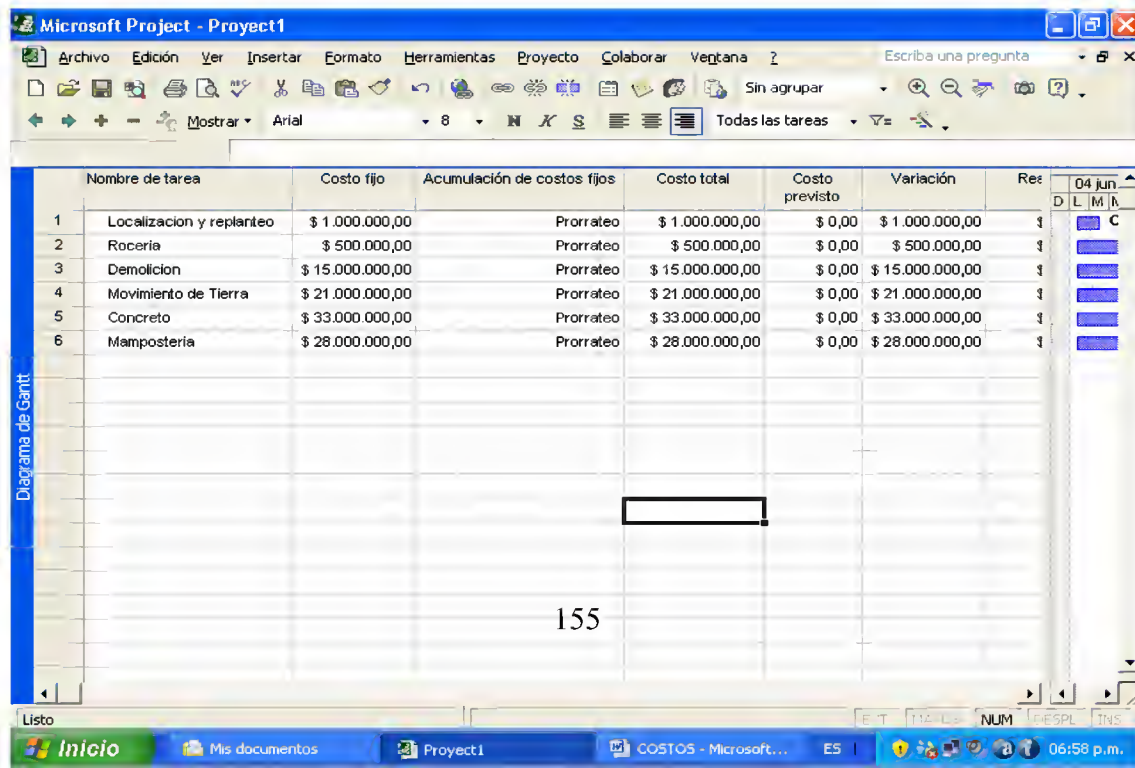 Microsoft Project - Proyect1
Archivo Edición Ver Insertar Formato Herramientas Proyecto Colaborar Ventana ? Escriba una pregunta
Sin agrupar
Mostrar Arial 8 N K S Todas las tareas
Nombre de tarea Costo fijo Acumulación de costos fijos Costo total Costo previsto Variación Rea 04 jun
D L M
1 Localizacion y replanteo $ 1.000.000,00 Prorrateo $ 1.000.000,00 $ 0,00 $ 1.000.000,00 $ C
2 Roceria $ 500.000,00 Prorrateo $ 500.000,00 $ 0,00 $ 500.000,00 $
3 Demolicion $ 15.000.000,00 Prorrateo $ 15.000.000,00 $ 0,00 $ 15.000.000,00 $
4 Movimiento de Tierra $ 21.000.000,00 Prorrateo $ 21.000.000,00 $ 0,00 $ 21.000.000,00 $
5 Concreto $ 33.000.000,00 Prorrateo $ 33.000.000,00 $ 0,00 $ 33.000.000,00 $
6 Mamposteria $ 28.000.000,00 Prorrateo $ 28.000.000,00 $ 0,00 $ 28.000.000,00 $
Diagrama de Gantt
155
Listo NUM INS
Inicio Mis documentos Proyect1 COSTOS - Microsoft... ES 06:58 p.m.